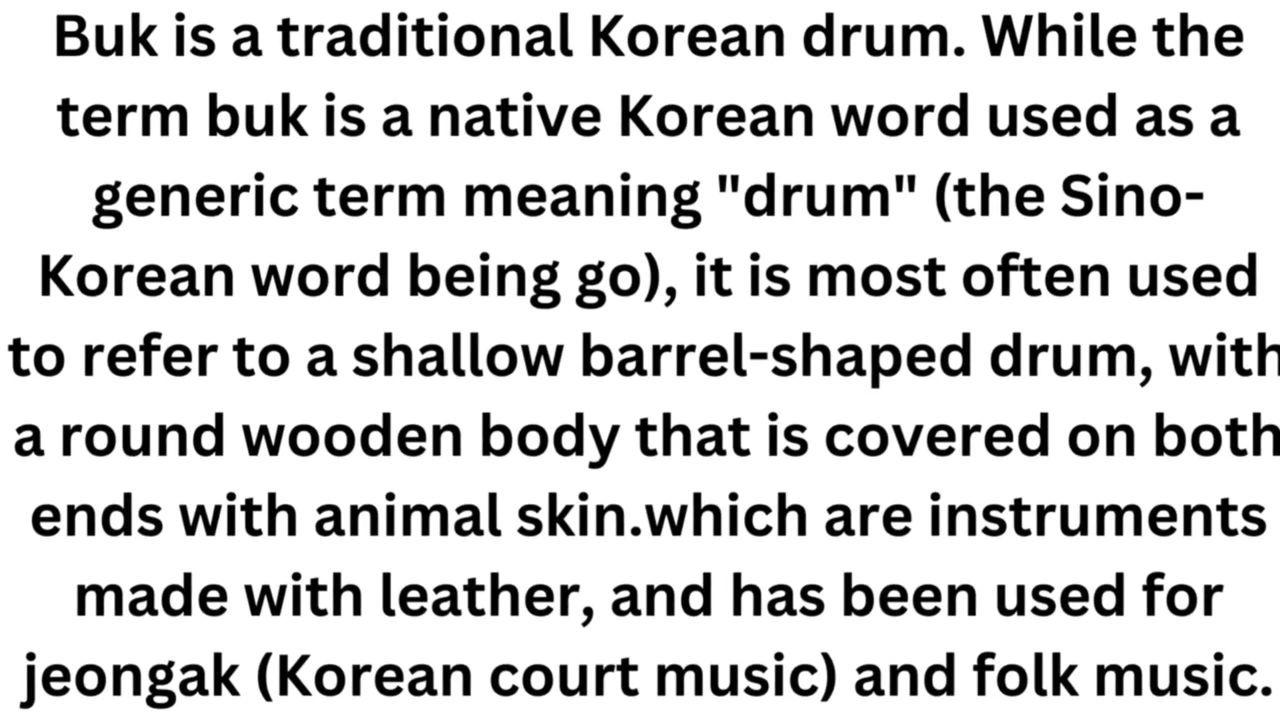 Buk is a traditional Korean drum. While the
term buk is a native Korean word used as a
generic term meaning "drum" (the Sino-
Korean word being go), it is most often used
to refer to a shallow barrel-shaped drum, with
a round wooden body that is covered on both
ends with animal skin.which are instruments
made with leather, and has been used for
jeongak (Korean court music) and folk music.